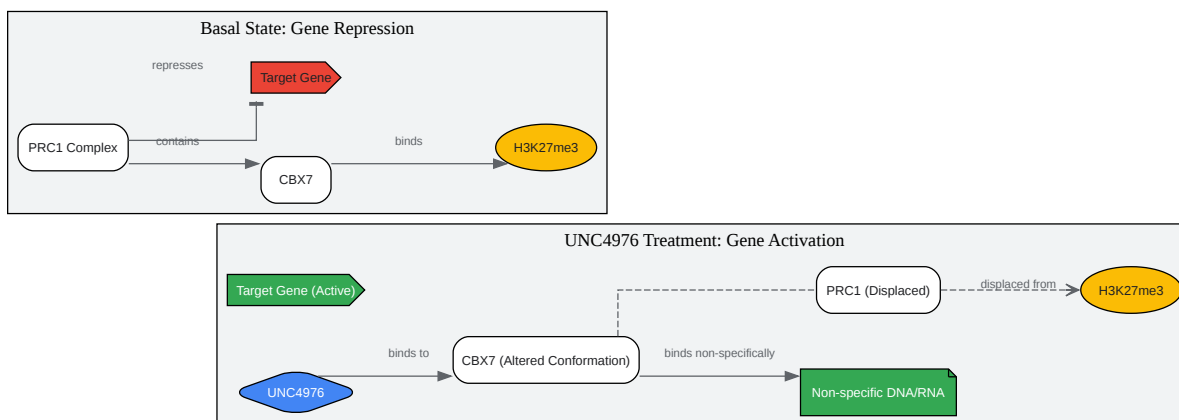 Basal State: Gene Repression
represses
Target Gene
PRC1 Complex
contains
CBX7
binds
H3K27me3
UNC4976 Treatment: Gene Activation
Target Gene (Active)
PRC1 (Displaced)
displaced from
H3K27me3
binds to
CBX7 (Altered Conformation)
binds non-specifically
UNC4976
Non-specific DNA/RNA